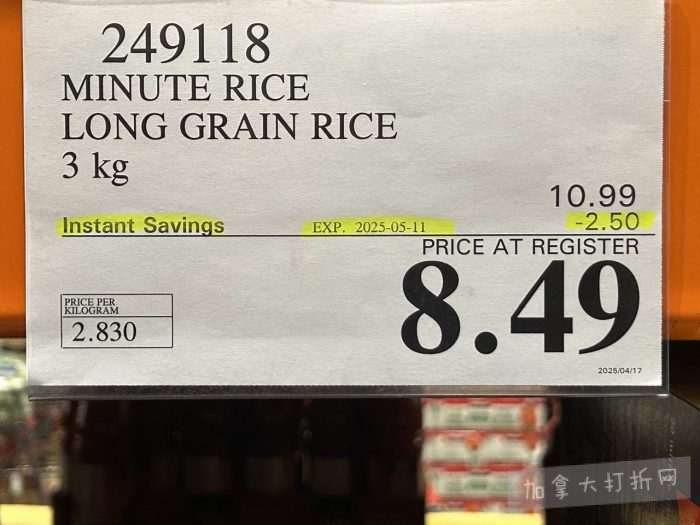 249118
MINUTE RICE
LONG GRAIN RICE
3 kg
10.99
Instant Savings EXP. 2025-05-11 -2.50
PRICE AT REGISTER
8.49
PRICE PER
KILOGRAM
2.830
2025/04/17
加拿大打折网